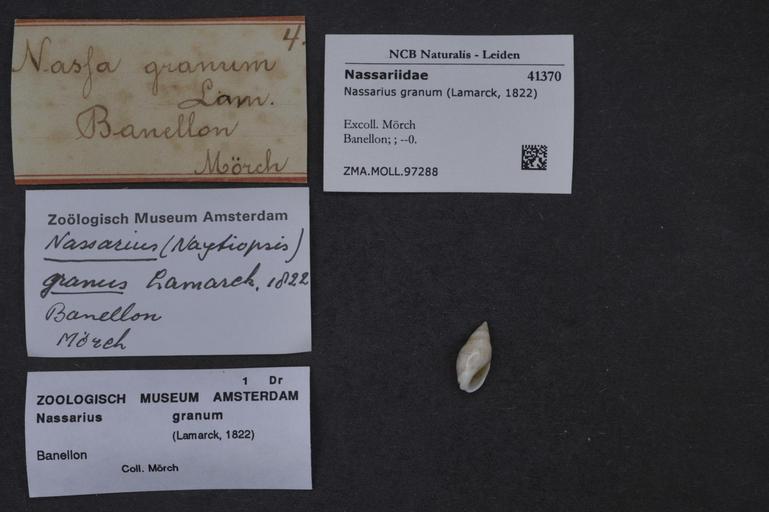 4.
Nassa granum
Lam.
Banellon
Mörch
NCB Naturalis - Leiden
Nassariidae 41370
Nassarius granum (Lamarck, 1822)
Excoll. Mörch
Banellon; ; --0.
ZMA.MOLL.97288
Zoölogisch Museum Amsterdam
Nassarius (Naytiopsis)
granus Lamarck, 1822
Banellon
Mörch
1 Dr
ZOOLOGISCH MUSEUM AMSTERDAM
Nassarius granum
(Lamarck, 1822)
Banellon
Coll. Mörch